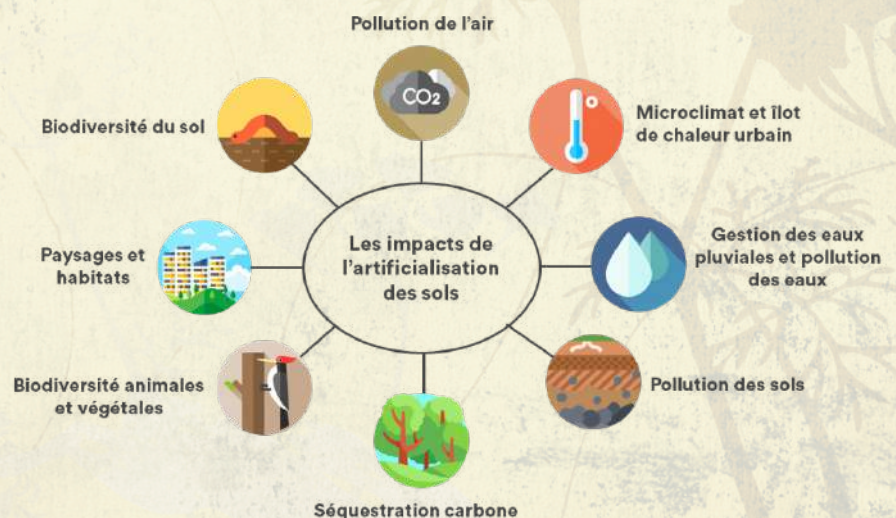 Pollution de l'air
CO2
Biodiversité du sol
Microclimat et îlot
de chaleur urbain
Paysages et
habitats
Les impacts de
l'artificialisation
des sols
Gestion des eaux
pluviales et pollution
des eaux
Biodiversité animales
et végétales
Pollution des sols
Séquestration carbone